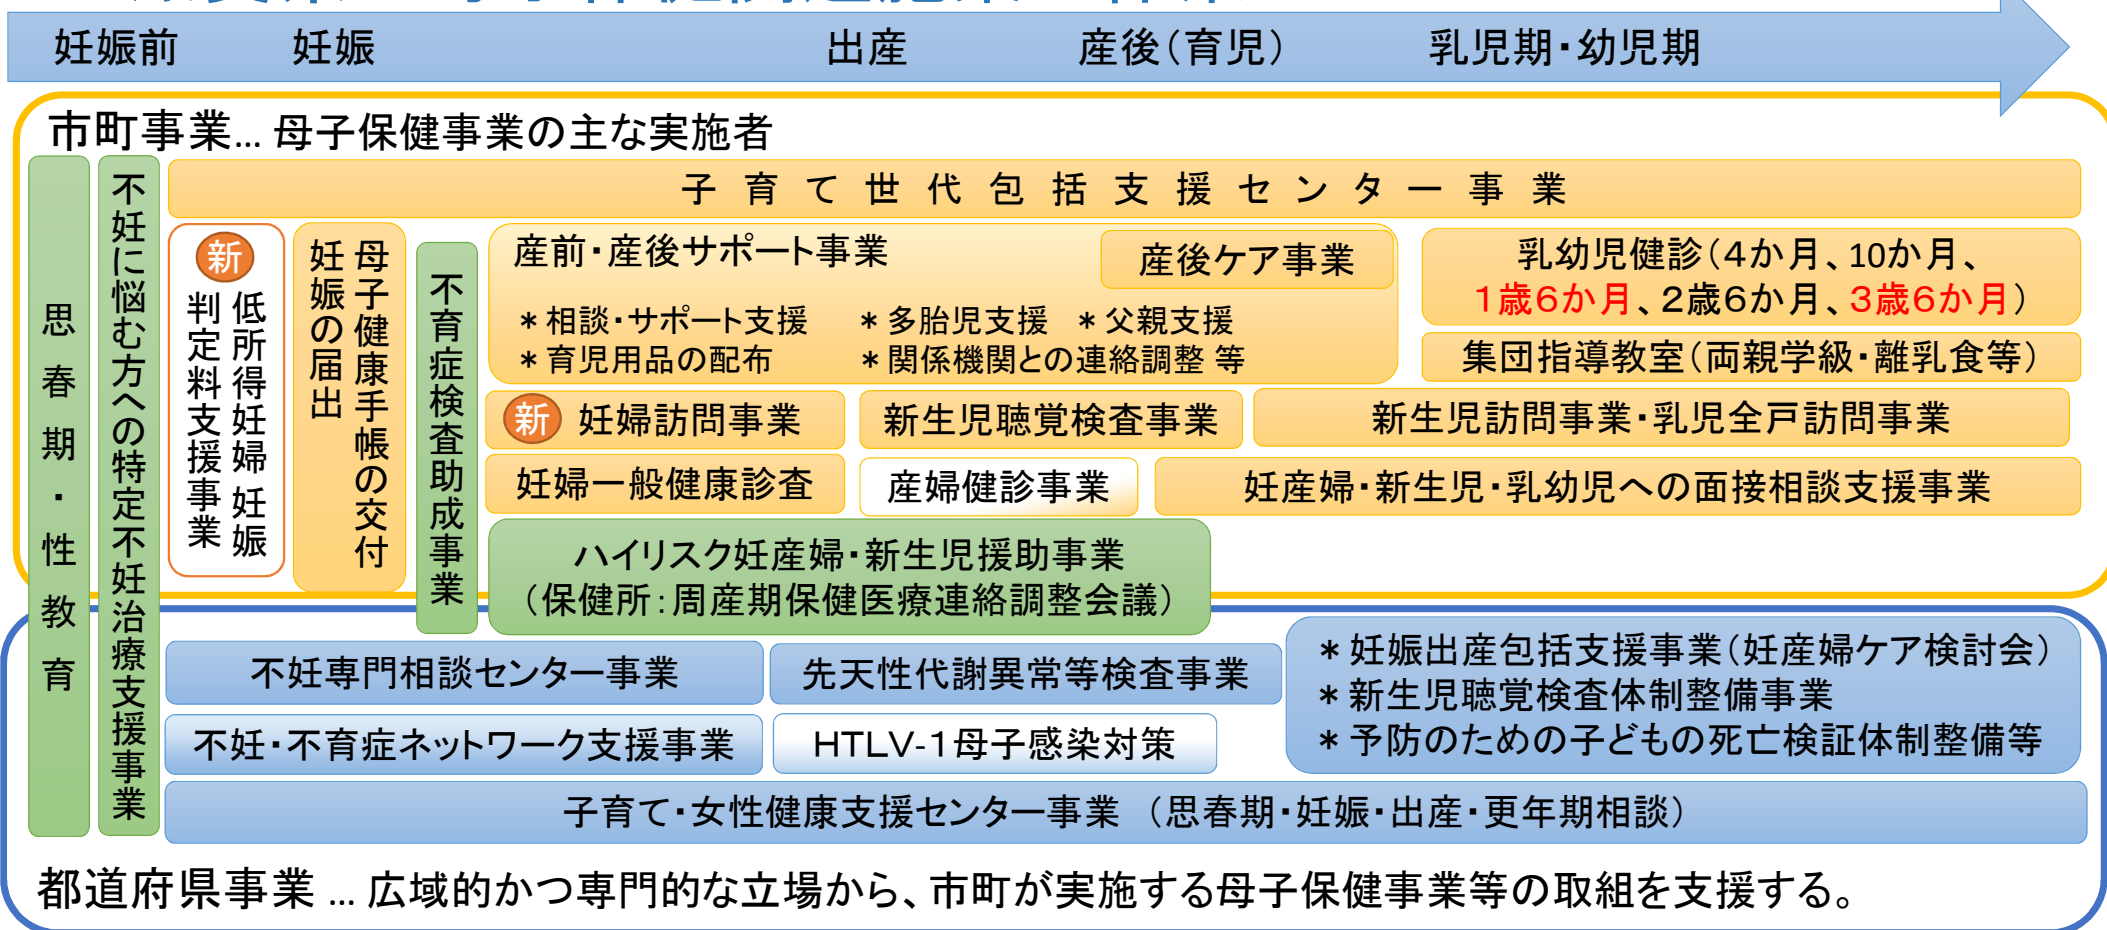 妊娠前 妊娠 出産 産後（育児） 乳児期・幼児期
市町事業… 母子保健事業の主な実施者
思春期・性教育
不妊に悩む方への特定不妊治療支援事業
子育て世代包括支援センター事業
新
低所得妊婦妊娠
判定料支援事業
母子健康手帳の交付
妊娠の届出
不育症検査助成事業
産前・産後サポート事業
産後ケア事業
＊相談・サポート支援 ＊多胎児支援 ＊父親支援
＊育児用品の配布 ＊関係機関との連絡調整 等
乳幼児健診（４か月、10か月、
１歳６か月、２歳６か月、３歳６か月）
集団指導教室（両親学級・離乳食等）
新 妊婦訪問事業
新生児聴覚検査事業
新生児訪問事業・乳児全戸訪問事業
妊婦一般健康診査
産婦健診事業
妊産婦・新生児・乳幼児への面接相談支援事業
ハイリスク妊産婦・新生児援助事業
（保健所：周産期保健医療連絡調整会議）
不妊専門相談センター事業
先天性代謝異常等検査事業
＊妊娠出産包括支援事業（妊産婦ケア検討会）
＊新生児聴覚検査体制整備事業
＊予防のための子どもの死亡検証体制整備等
不妊・不育症ネットワーク支援事業
HTLV-1母子感染対策
子育て・女性健康支援センター事業 （思春期・妊娠・出産・更年期相談）
都道府県事業 … 広域的かつ専門的な立場から、市町が実施する母子保健事業等の取組を支援する。